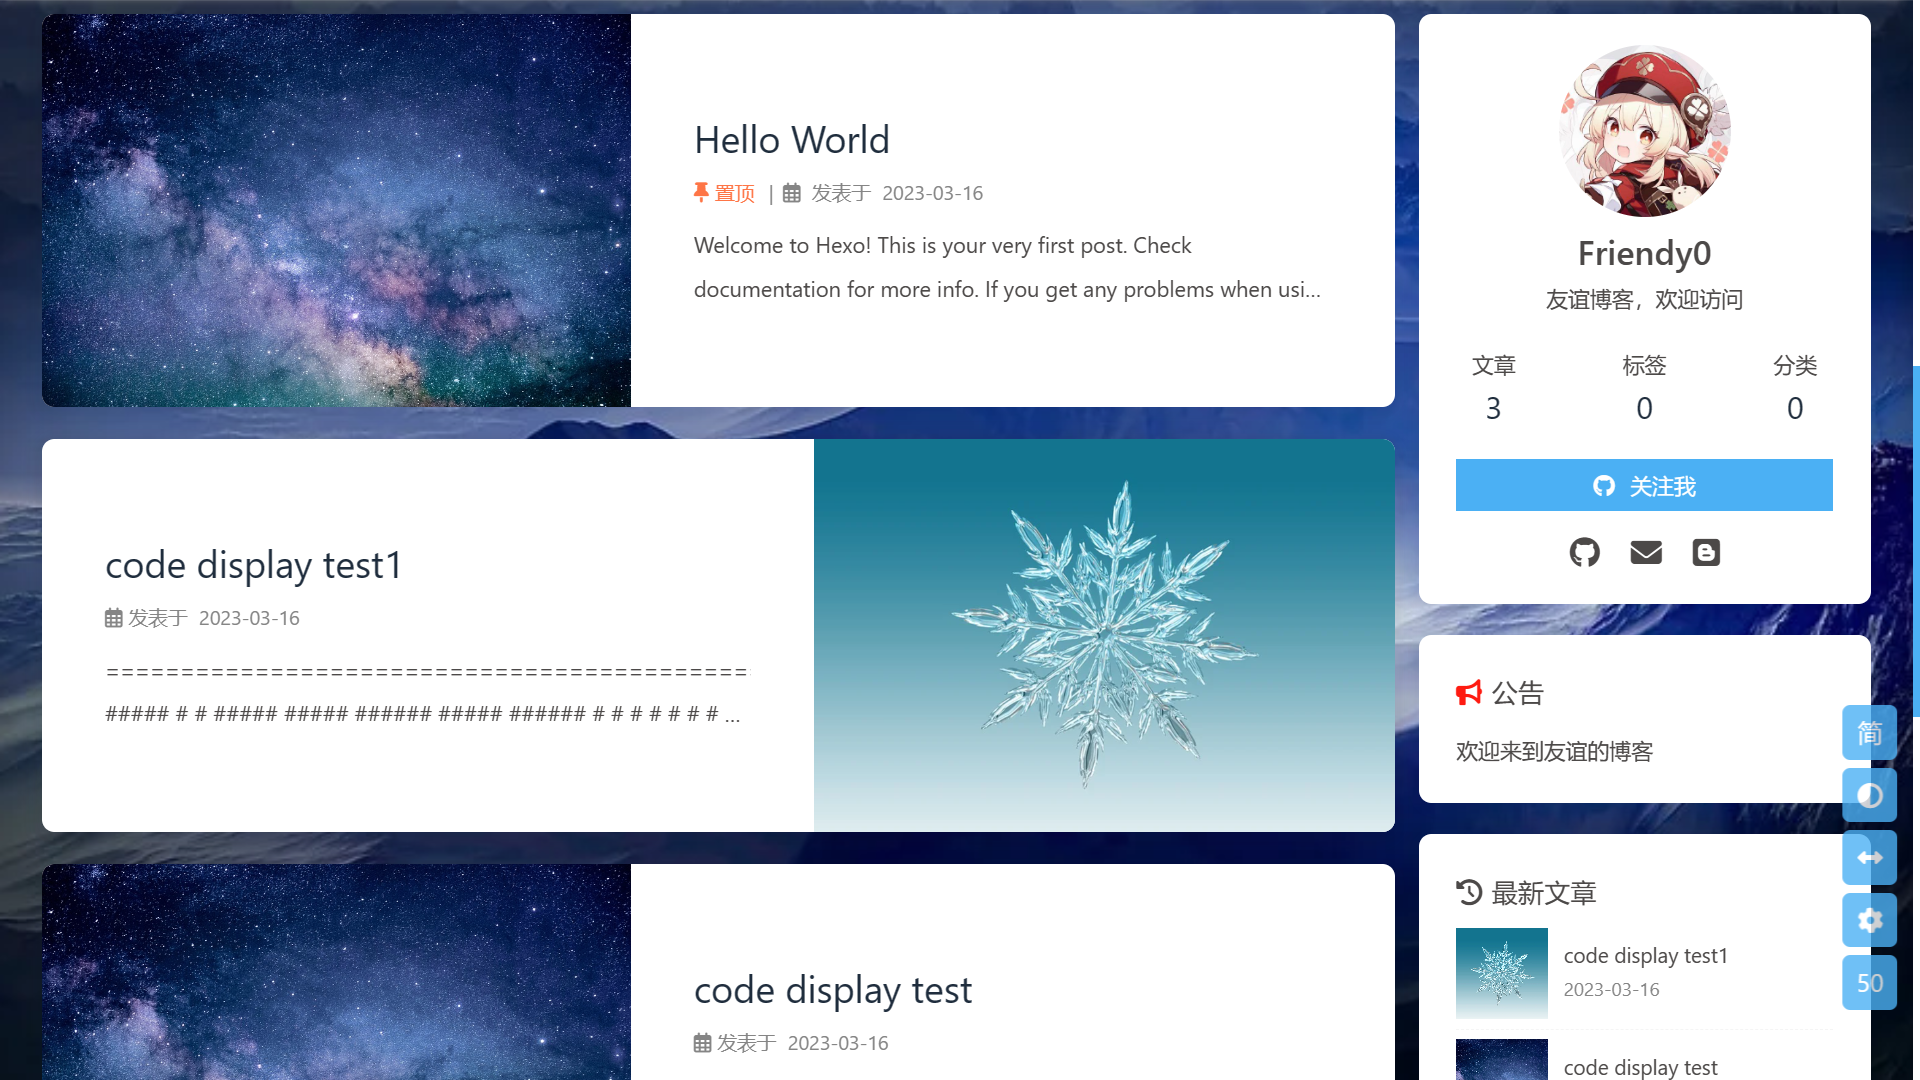 Hello World
置顶 | 发表于 2023-03-16
Welcome to Hexo! This is your very first post. Check
documentation for more info. If you get any problems when usi...
code display test1
发表于 2023-03-16
===========================================
##### # # ##### ##### ###### ##### ###### # # # # # # # ...
code display test
发表于 2023-03-16
Friendy0
友谊博客，欢迎访问
文章 标签 分类
3 0 0
关注我
公告
欢迎来到友谊的博客
最新文章
code display test1
2023-03-16
code display test
简
50